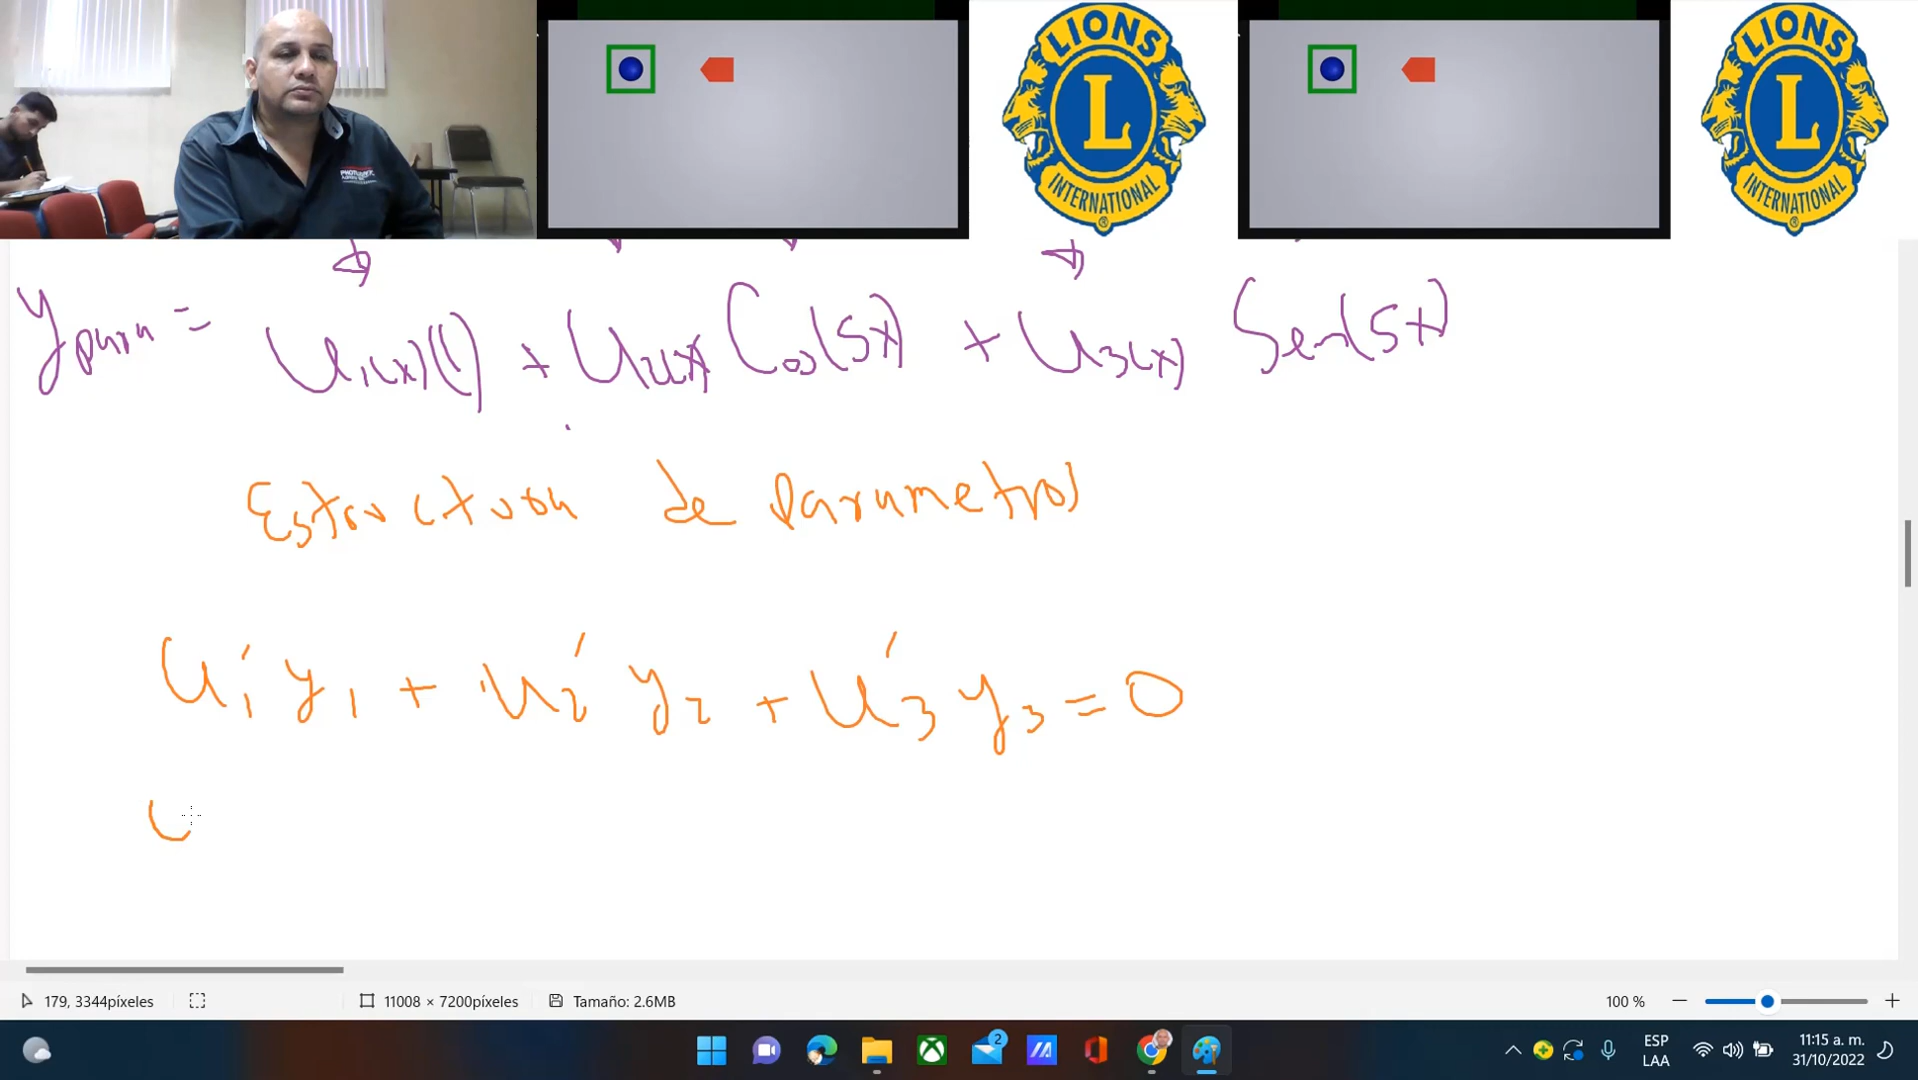 LIONS
L
INTERNATIONAL
®
LIONS
L
INTERNATIONAL
®
y = U1(x)(1) + U2(x) Cos(5x) + U3(x) Sen(5x)
Estructura de Parametros
U1' y1 + U2' y2 + U3' y3 = 0
179, 3344píxeles
11008 × 7200píxeles
Tamaño: 2.6MB
100 %
2
ESP
LAA
11:15 a. m.
31/10/2022